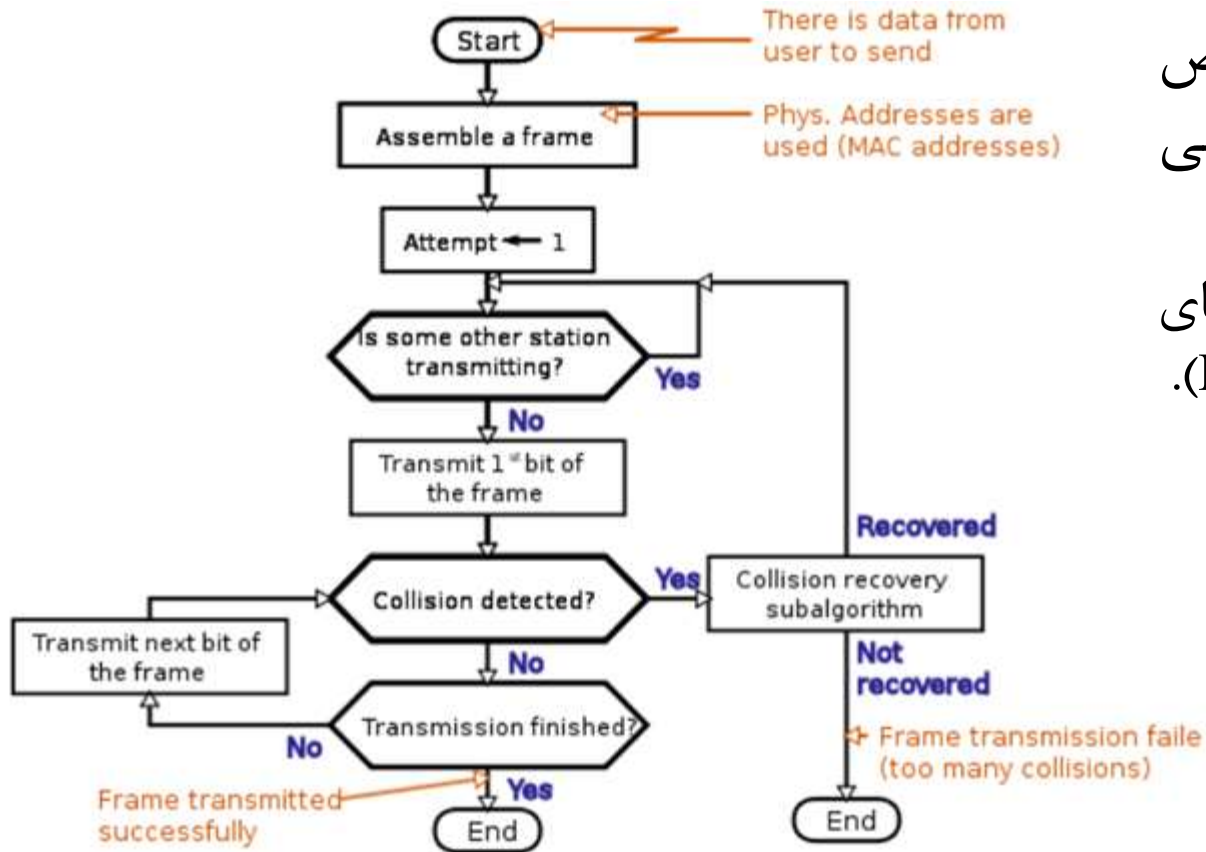 Start
There is data from
user to send
Assemble a frame
Phys. Addresses are
used (MAC addresses)
Attempt ← 1
Is some other station
transmitting?
Yes
No
Transmit 1st bit of
the frame
Recovered
Collision detected?
Yes
Collision recovery
subalgorithm
Transmit next bit of
the frame
No
Not
recovered
Transmission finished?
No
Frame transmission faile
(too many collisions)
Yes
Frame transmitted
successfully
End
End